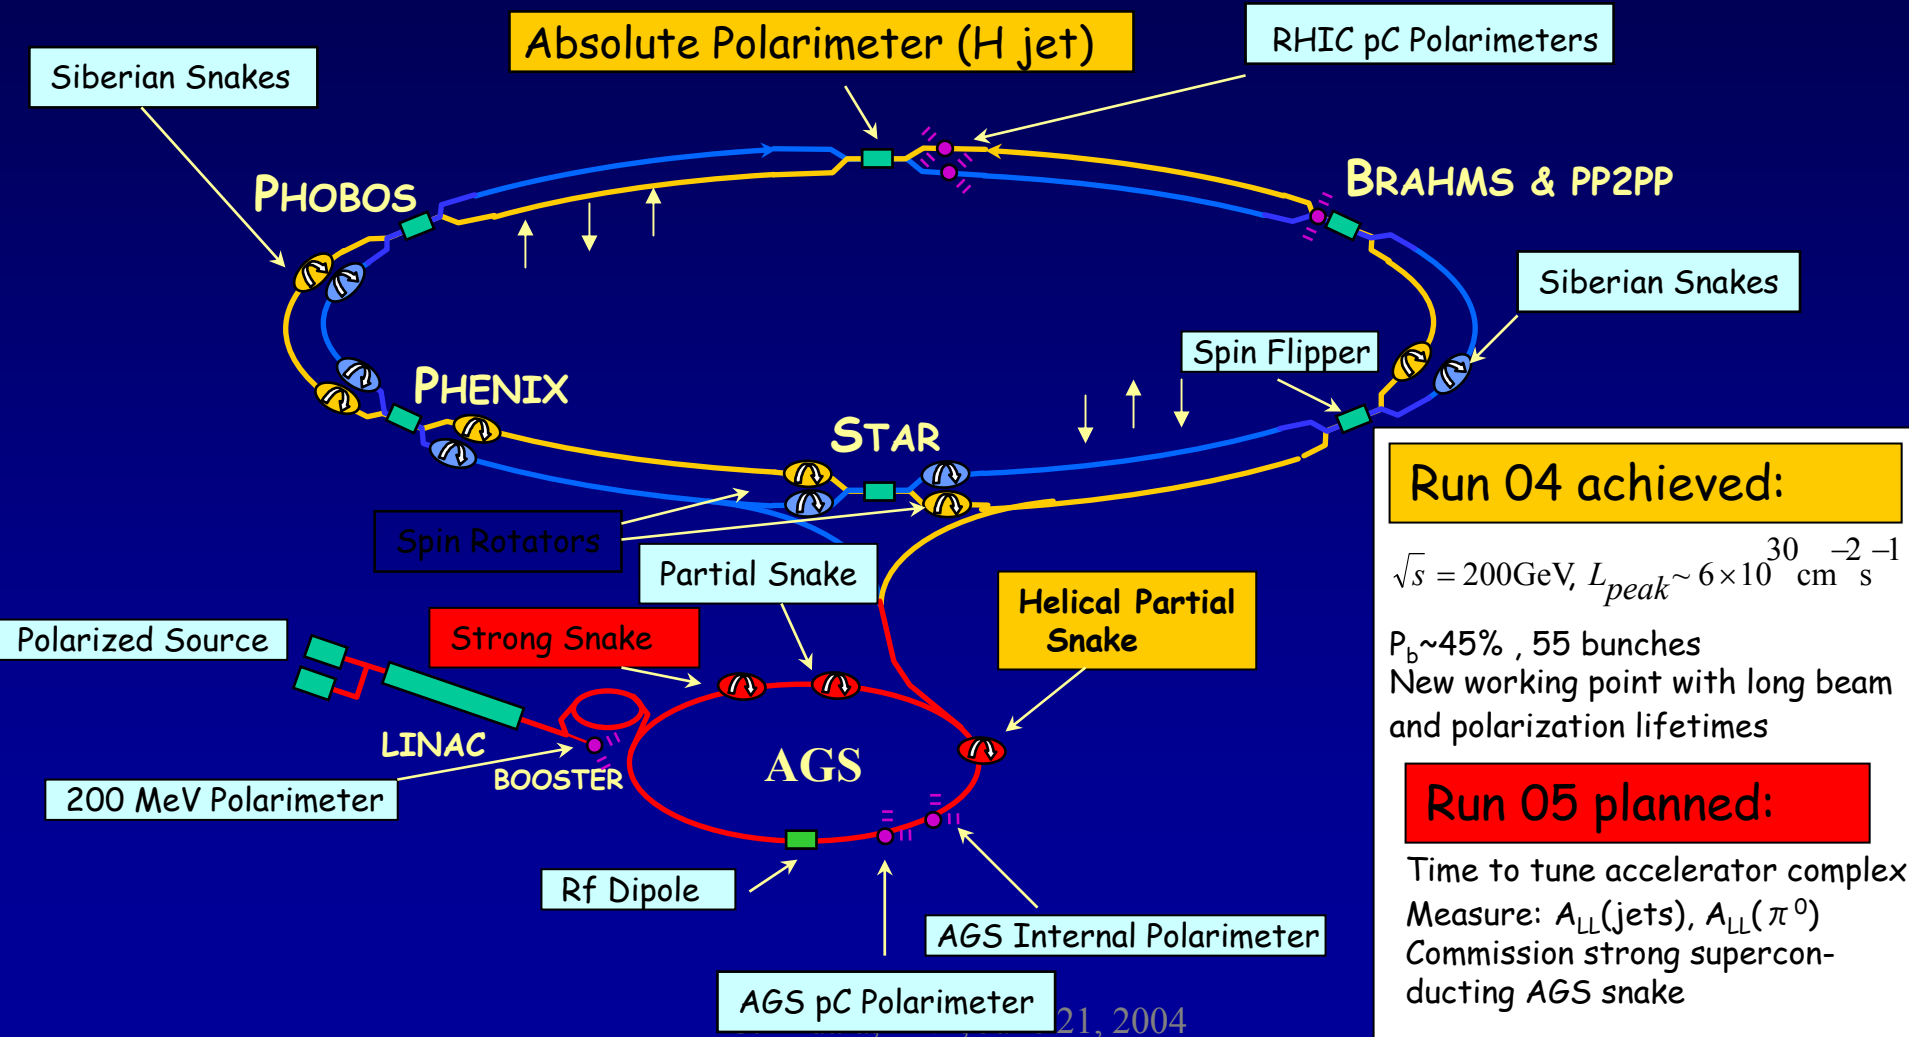 Absolute Polarimeter (H jet)
RHIC pC Polarimeters
Siberian Snakes
PHOBOS
BRAHMS & PP2PP
Siberian Snakes
Spin Flipper
PHENIX
STAR
Spin Rotators
Partial Snake
Helical Partial
Snake
Strong Snake
Polarized Source
LINAC
BOOSTER
AGS
200 MeV Polarimeter
Rf Dipole
AGS Internal Polarimeter
AGS pC Polarimeter
21, 2004
Run 04 achieved:
√s = 200GeV, L_peak ~ 6×10^30 cm^−2 s^−1
P_b~45% , 55 bunches
New working point with long beam
and polarization lifetimes
Run 05 planned:
Time to tune accelerator complex
Measure: A_LL(jets), A_LL(π^0)
Commission strong supercon-
ducting AGS snake